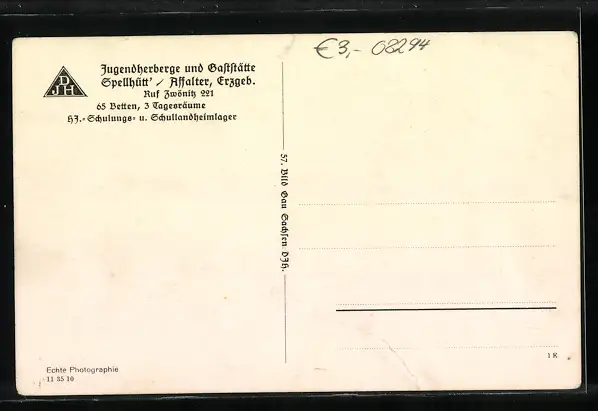 D
JH
Jugendherberge und Gaststätte
Spellhütt' / Affalter, Erzgeb.
Ruf Zwönitz 221
65 Betten, 3 Tagesräume
HJ.-Schulungs- u. Schullandheimlager
€3,- 08294
57. Bild Gau Sachsen DJH.
Echte Photographie
11 35 10
1 K